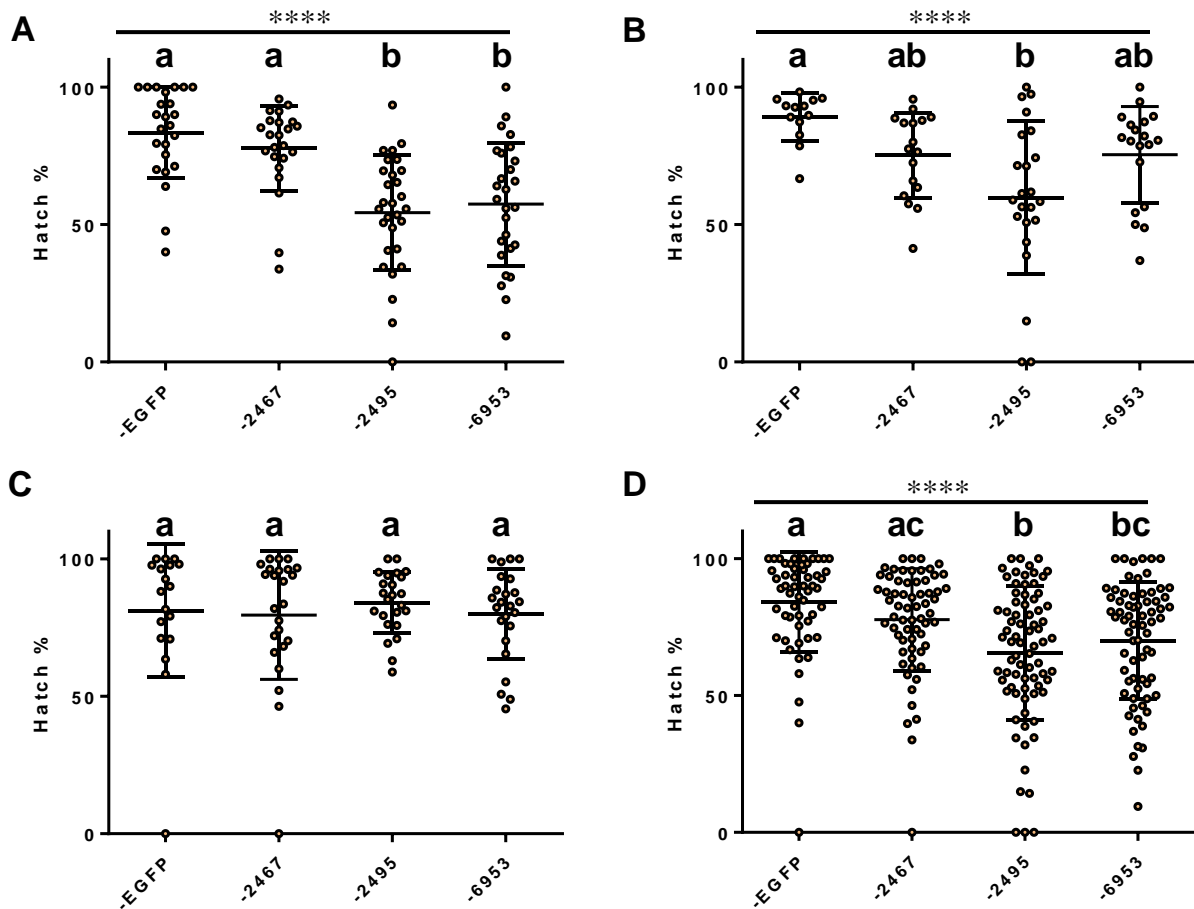 A
****
a a b b
100
50
0
Hatch %
-EGFP -2467 -2495 -6953
B
****
a ab b ab
100
50
0
Hatch %
-EGFP -2467 -2495 -6953
C
a a a a
100
50
0
Hatch %
-EGFP -2467 -2495 -6953
D
****
a ac b bc
100
50
0
Hatch %
-EGFP -2467 -2495 -6953